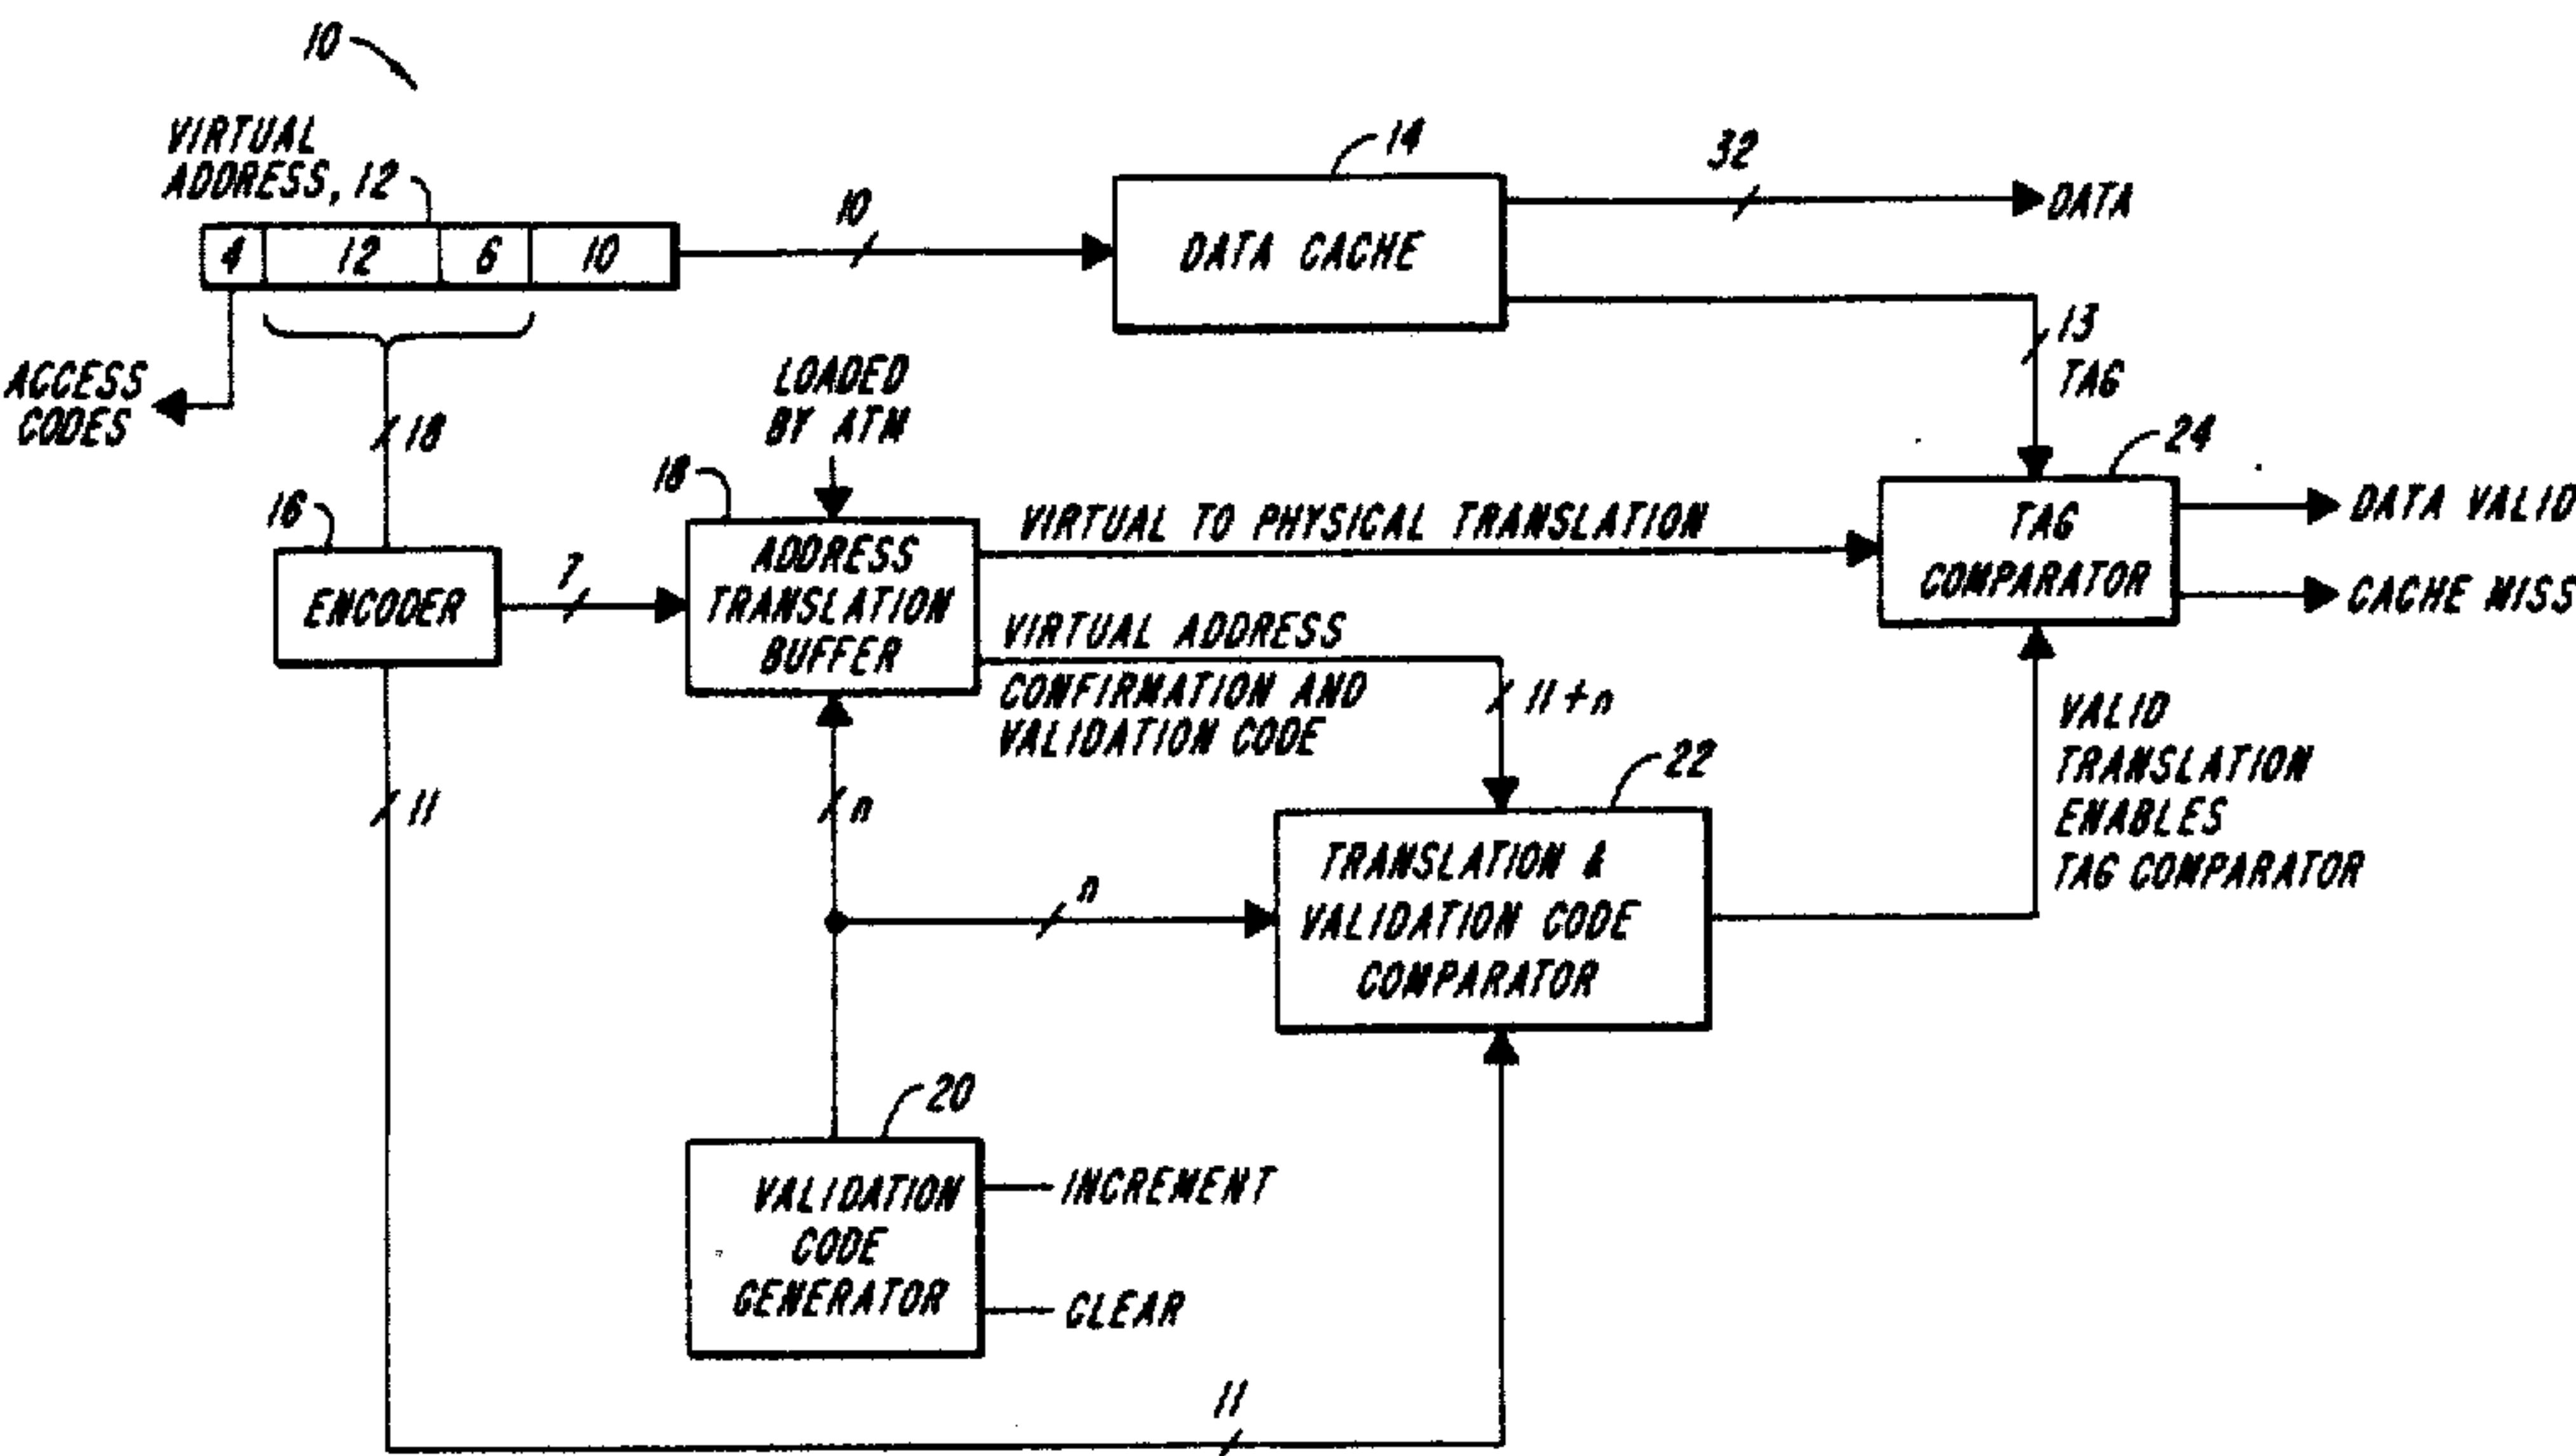 10
VIRTUAL
ADDRESS, 12
4 12 6 10
10
14
DATA CACHE
32
DATA
13
TAG
ACCESS
CODES
18
LOADED
BY ATM
16
ENCODER
7
18
ADDRESS
TRANSLATION
BUFFER
VIRTUAL TO PHYSICAL TRANSLATION
VIRTUAL ADDRESS
CONFIRMATION AND
VALIDATION CODE
11+n
24
TAG
COMPARATOR
DATA VALID
CACHE MISS
VALID
TRANSLATION
ENABLES
TAG COMPARATOR
11
n
n
22
TRANSLATION &
VALIDATION CODE
COMPARATOR
20
VALIDATION
CODE
GENERATOR
INCREMENT
CLEAR
11